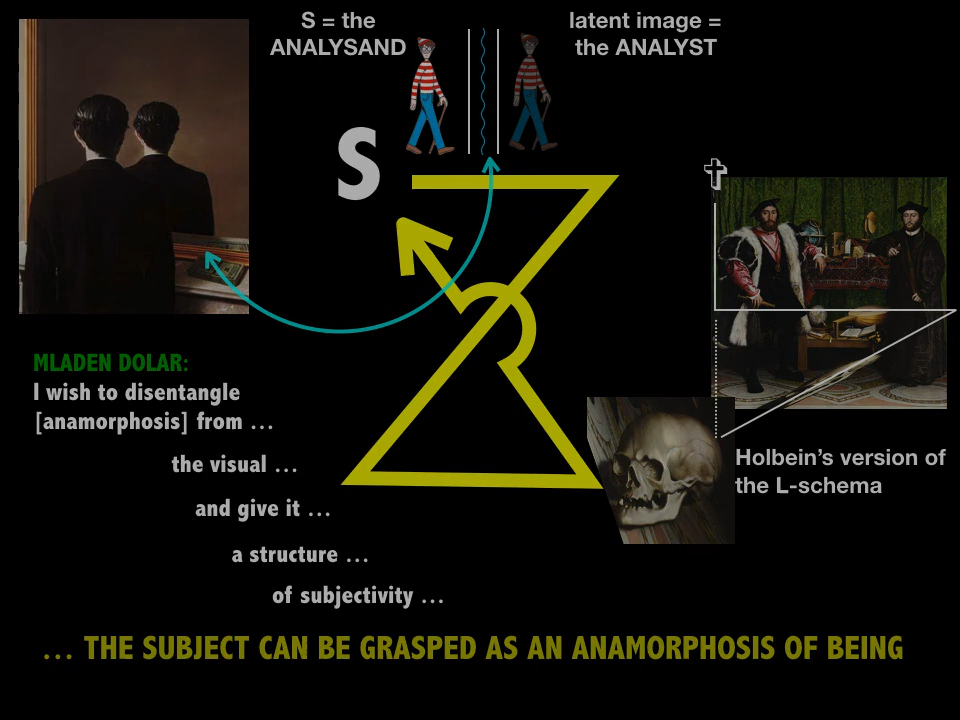 S = the
ANALYSAND
latent image =
the ANALYST
S
MLADEN DOLAR:
I wish to disentangle
[anamorphosis] from …
the visual …
and give it …
a structure …
of subjectivity …
Holbein’s version of
the L-schema
… THE SUBJECT CAN BE GRASPED AS AN ANAMORPHOSIS OF BEING